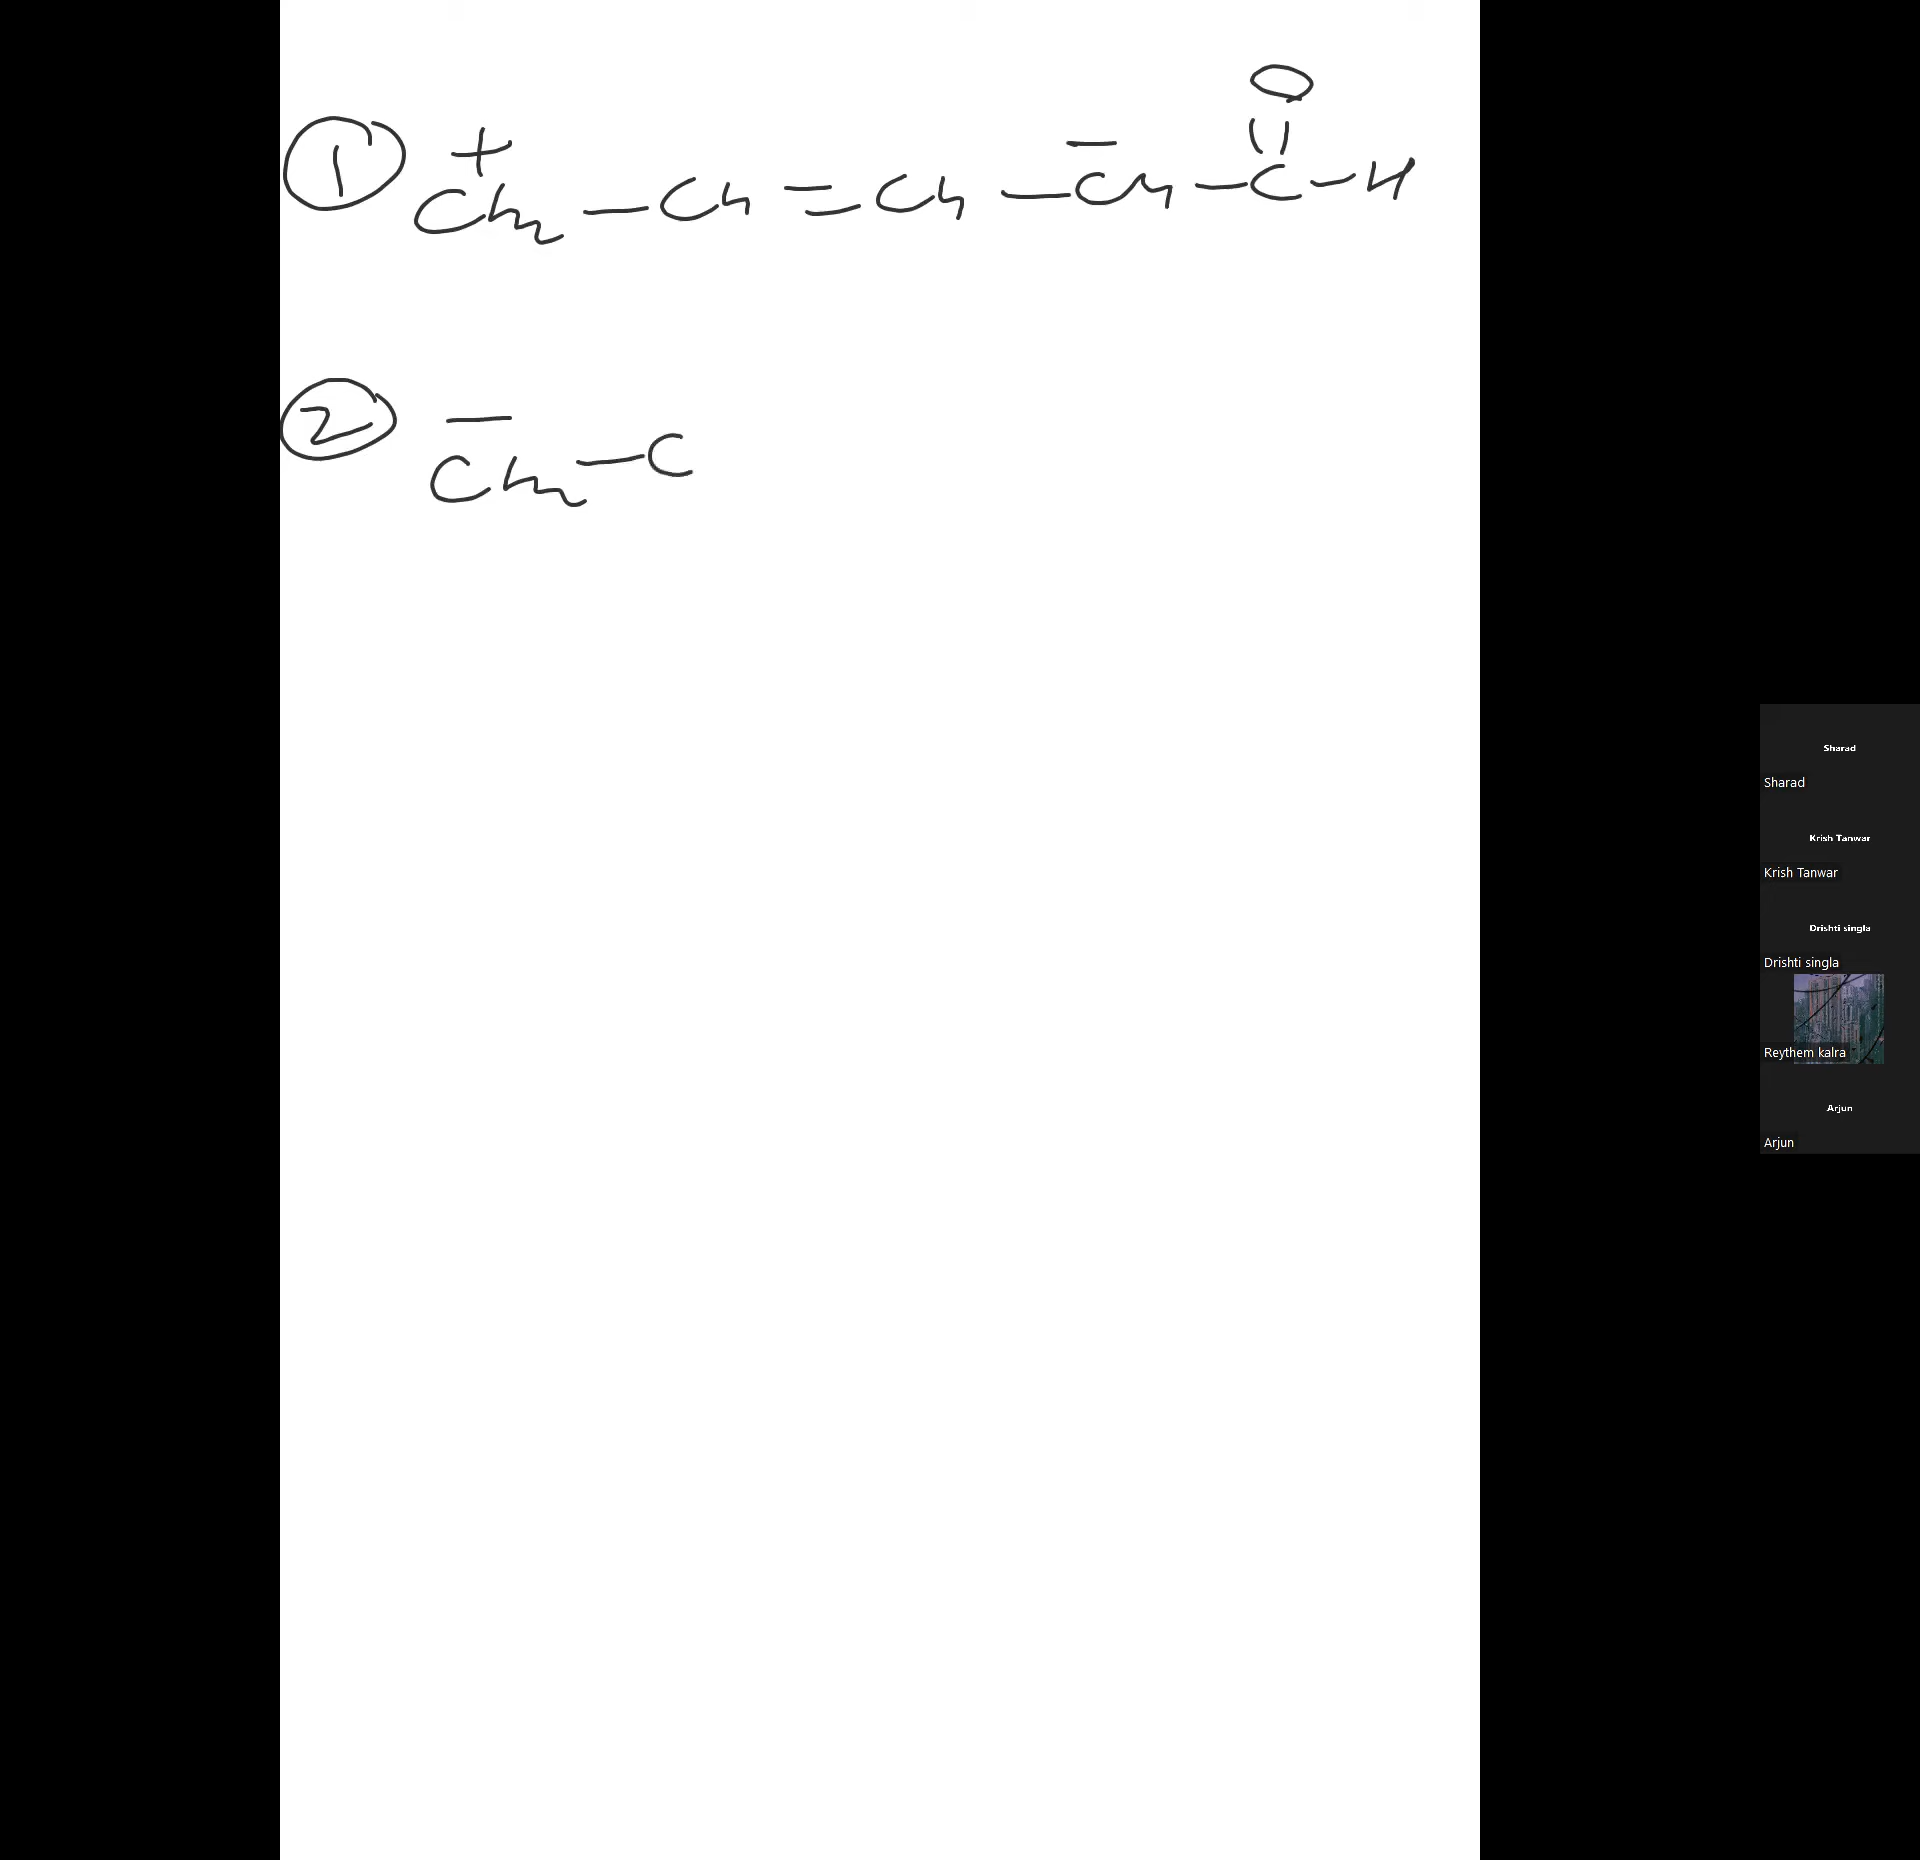 O
① + CH₂ – CH = CH – C̄H – C – H
② C̄H₂ – C
Sharad
Sharad
Krish Tanwar
Krish Tanwar
Drishti singla
Drishti singla
Reythem kalra
Arjun
Arjun